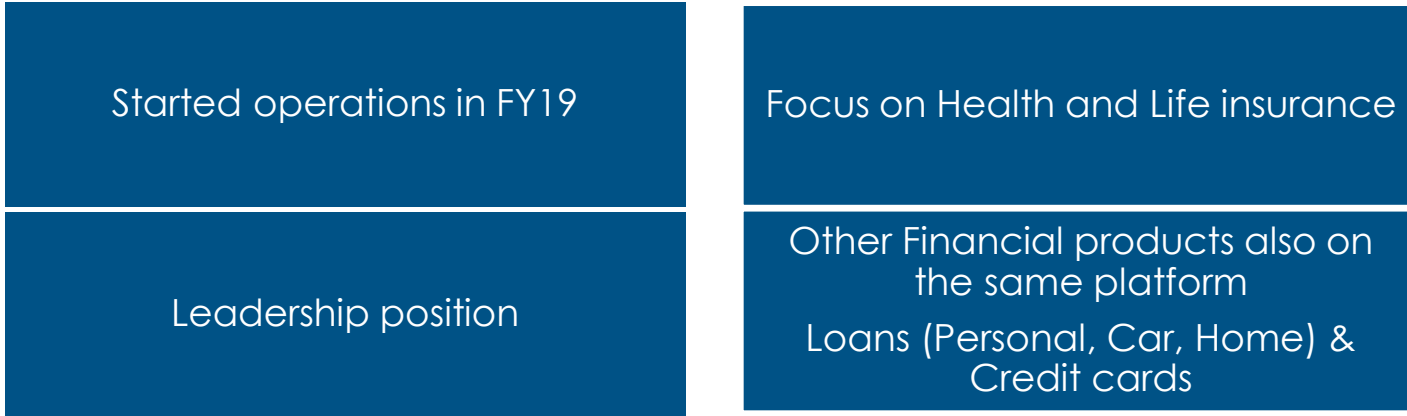 Started operations in FY19
Focus on Health and Life insurance
Leadership position
Other Financial products also on
the same platform
Loans (Personal, Car, Home) &
Credit cards